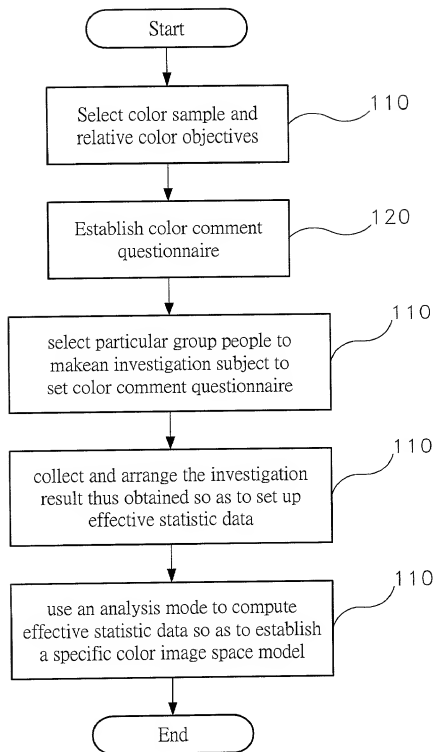 Start
Select color sample and
relative color objectives
110
Establish color comment
questionnaire
120
select particular group people to
makean investigation subject to
set color comment questionnaire
110
collect and arrange the investigation
result thus obtained so as to set up
effective statistic data
110
use an analysis mode to compute
effective statistic data so as to establish
a specific color image space model
110
End